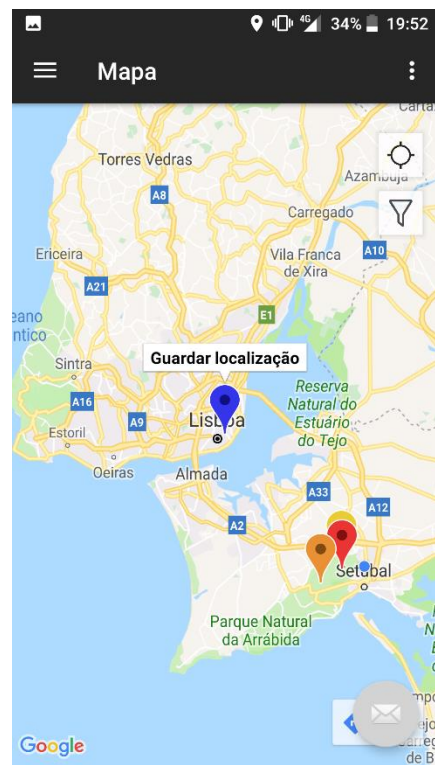 4G 34% 19:52
Mapa
Torres Vedras
Azambuja
A8
Carregado
Ericeira
Vila Franca
de Xira
A10
A21
E1
Guardar localização
Sintra
Reserva
Natural do
Estuário
do Tejo
A16
A9
Lisboa
Estoril
Oeiras
Almada
A33
A12
A2
Setúbal
Parque Natural
da Arrábida
Google
de B